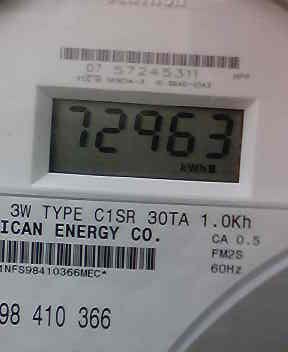 07 57245311
72963
kWh
3W TYPE C1SR 30TA 1.0Kh
ICAN ENERGY CO.
CA 0.5
FM2S
60Hz
1NFS98410366MEC*
98 410 366